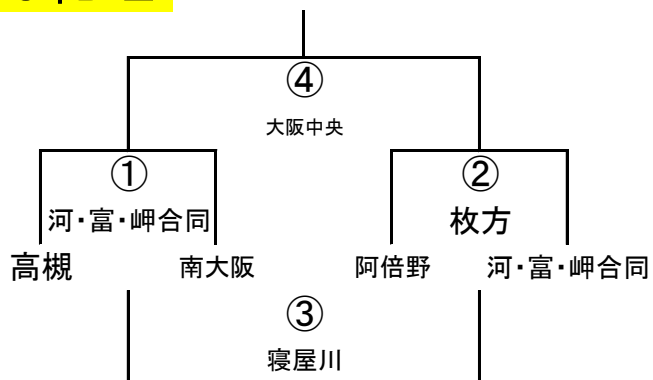 ④
大阪中央
① ②
河・富・岬合同 枚方
高槻 南大阪 阿倍野 河・富・岬合同
③
寝屋川